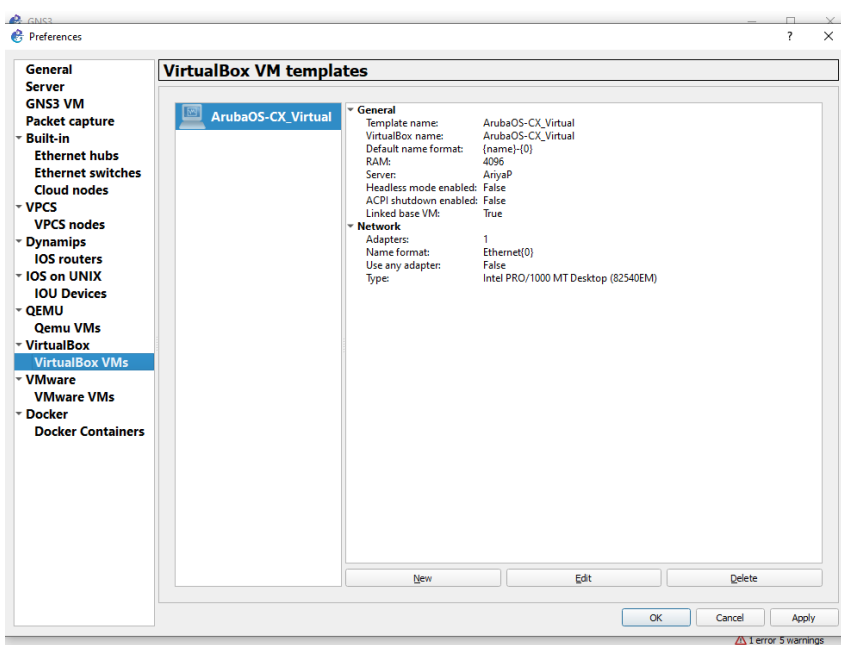 GNS3
Preferences
?
General
Server
GNS3 VM
Packet capture
Built-in
Ethernet hubs
Ethernet switches
Cloud nodes
VPCS
VPCS nodes
Dynamips
IOS routers
IOS on UNIX
IOU Devices
QEMU
Qemu VMs
VirtualBox
VirtualBox VMs
VMware
VMware VMs
Docker
Docker Containers
VirtualBox VM templates
ArubaOS-CX_Virtual
General
Template name: ArubaOS-CX_Virtual
VirtualBox name: ArubaOS-CX_Virtual
Default name format: {name}-{0}
RAM: 4096
Server: AriyaP
Headless mode enabled: False
ACPI shutdown enabled: False
Linked base VM: True
Network
Adapters: 1
Name format: Ethernet{0}
Use any adapter: False
Type: Intel PRO/1000 MT Desktop (82540EM)
New Edit Delete
OK Cancel Apply
1 error 5 warnings